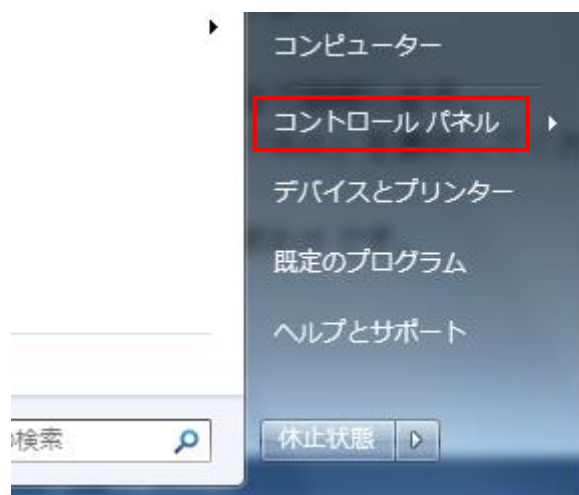 コンピューター
コントロール パネル
デバイスとプリンター
既定のプログラム
ヘルプとサポート
検索
休止状態